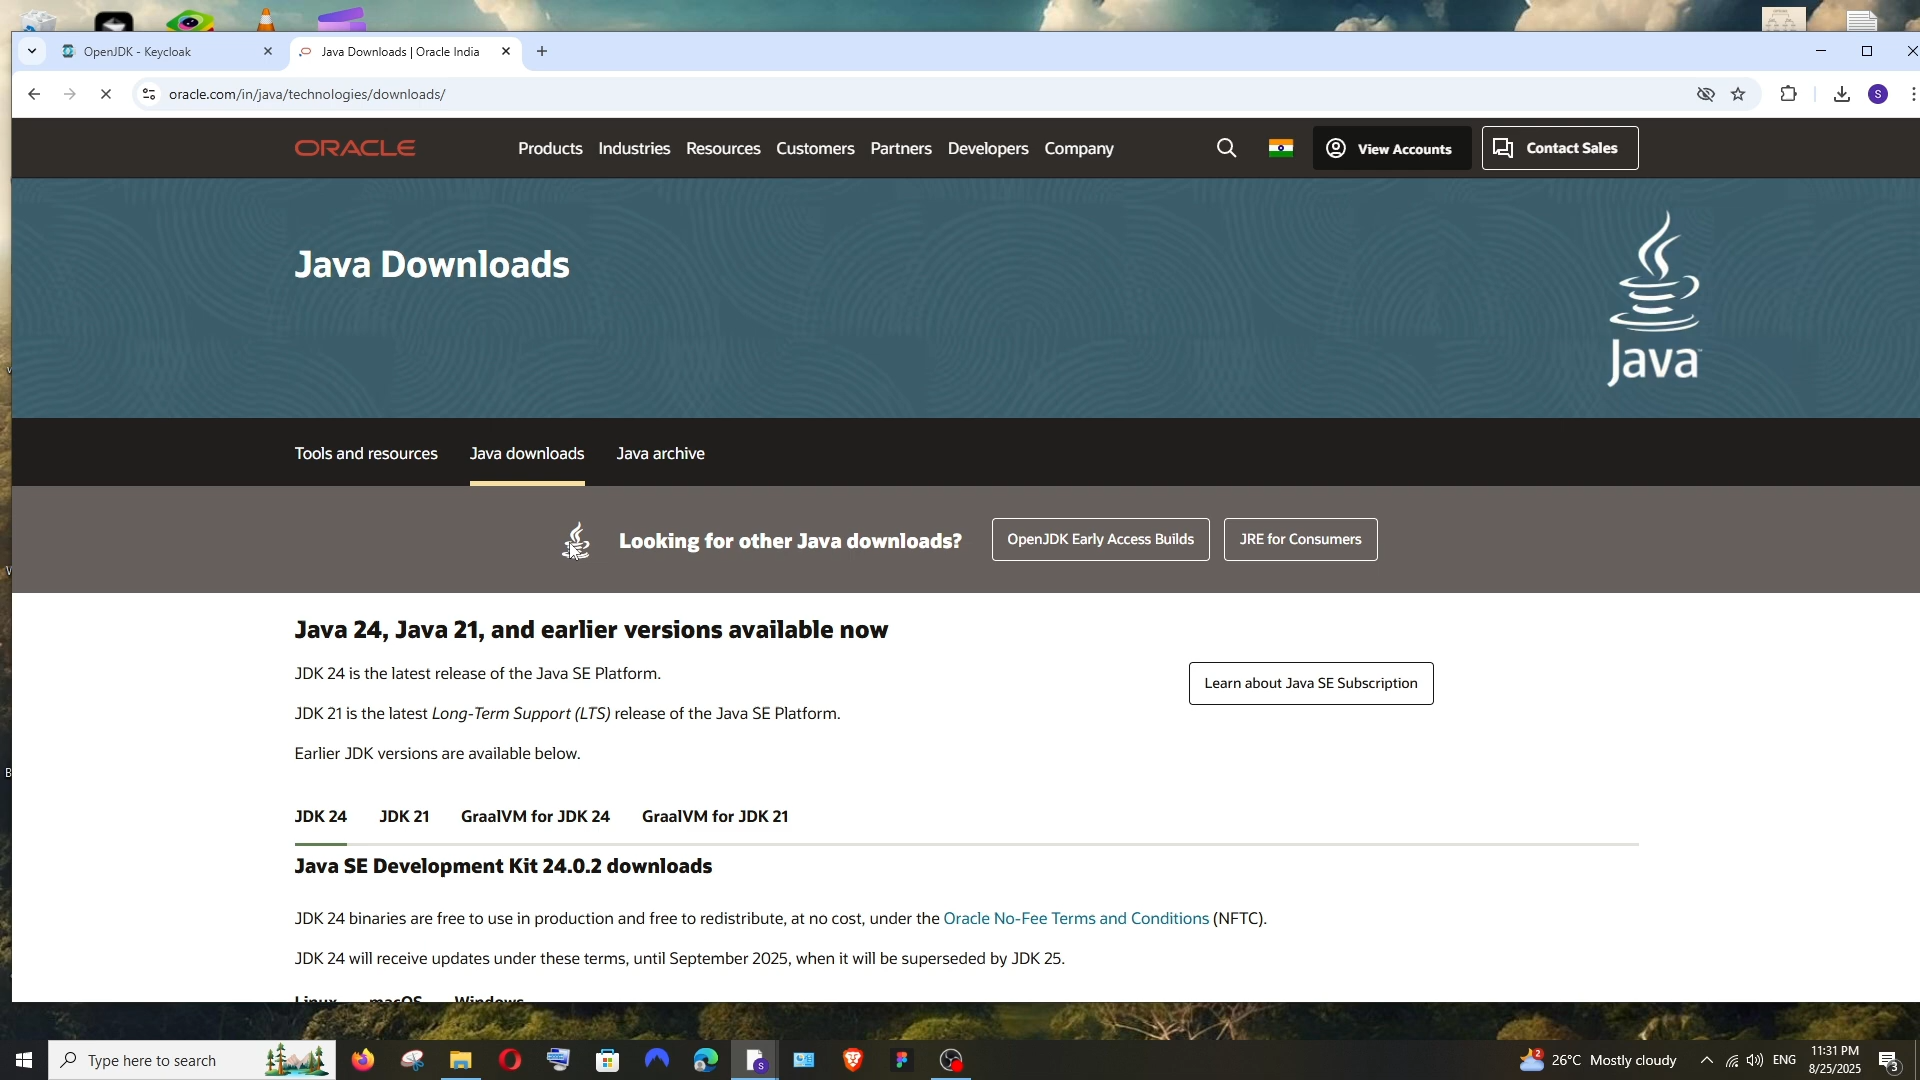 OpenJDK - Keycloak
Java Downloads | Oracle India
oracle.com/in/java/technologies/downloads/
S
ORACLE
Products
Industries
Resources
Customers
Partners
Developers
Company
View Accounts
Contact Sales
Java Downloads
Java
Tools and resources
Java downloads
Java archive
Looking for other Java downloads?
OpenJDK Early Access Builds
JRE for Consumers
Java 24, Java 21, and earlier versions available now
JDK 24 is the latest release of the Java SE Platform.
Learn about Java SE Subscription
JDK 21 is the latest Long-Term Support (LTS) release of the Java SE Platform.
Earlier JDK versions are available below.
JDK 24
JDK 21
GraalVM for JDK 24
GraalVM for JDK 21
Java SE Development Kit 24.0.2 downloads
JDK 24 binaries are free to use in production and free to redistribute, at no cost, under the Oracle No-Fee Terms and Conditions (NFTC).
JDK 24 will receive updates under these terms, until September 2025, when it will be superseded by JDK 25.
Linux
macOS
Windows
Type here to search
S
2
26°C Mostly cloudy
ENG
11:31 PM
8/25/2025
3